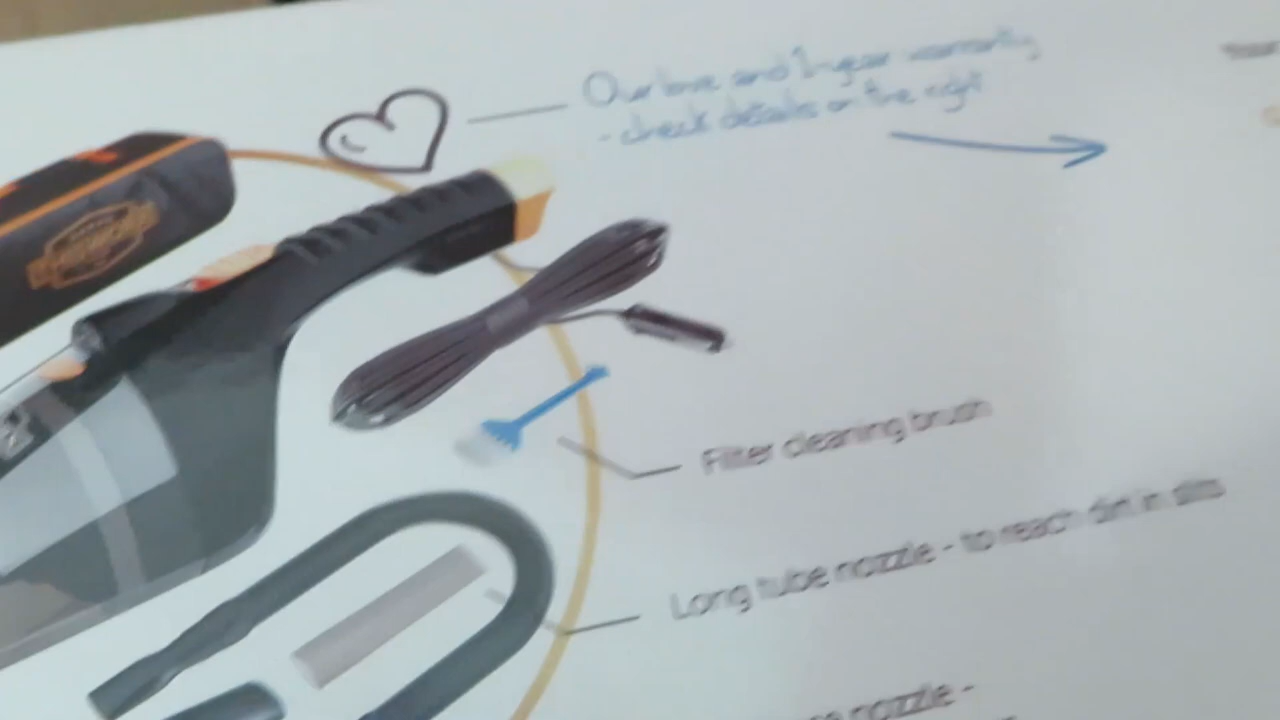 Our love and 1-year warranty
- check details on the right
Filter cleaning brush
Long tube nozzle - to reach dirt in slits
nozzle -